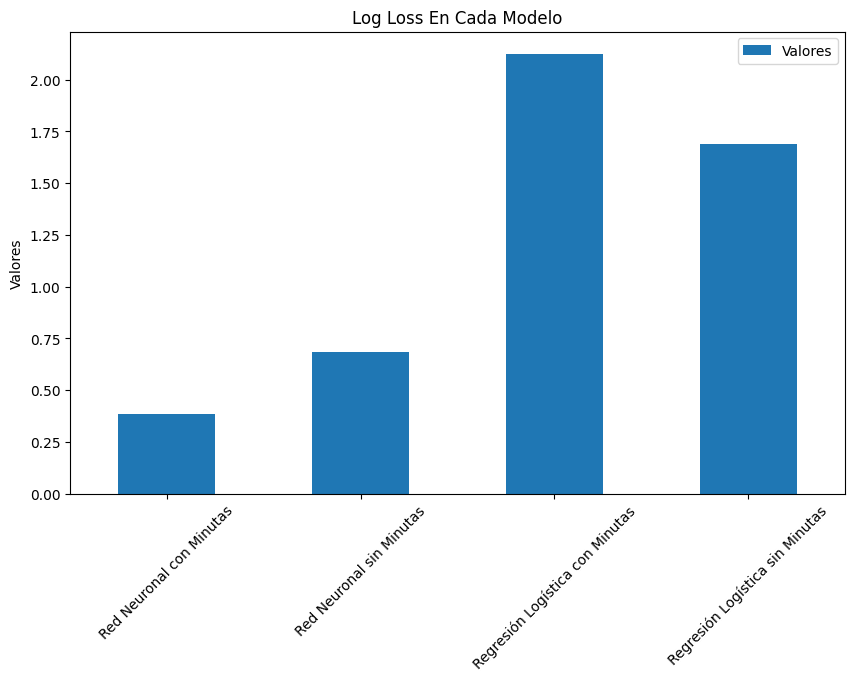 Log Loss En Cada Modelo
Valores
Valores
2.00
1.75
1.50
1.25
1.00
0.75
0.50
0.25
0.00
Red Neuronal con Minutas
Red Neuronal sin Minutas
Regresión Logística con Minutas
Regresión Logística sin Minutas